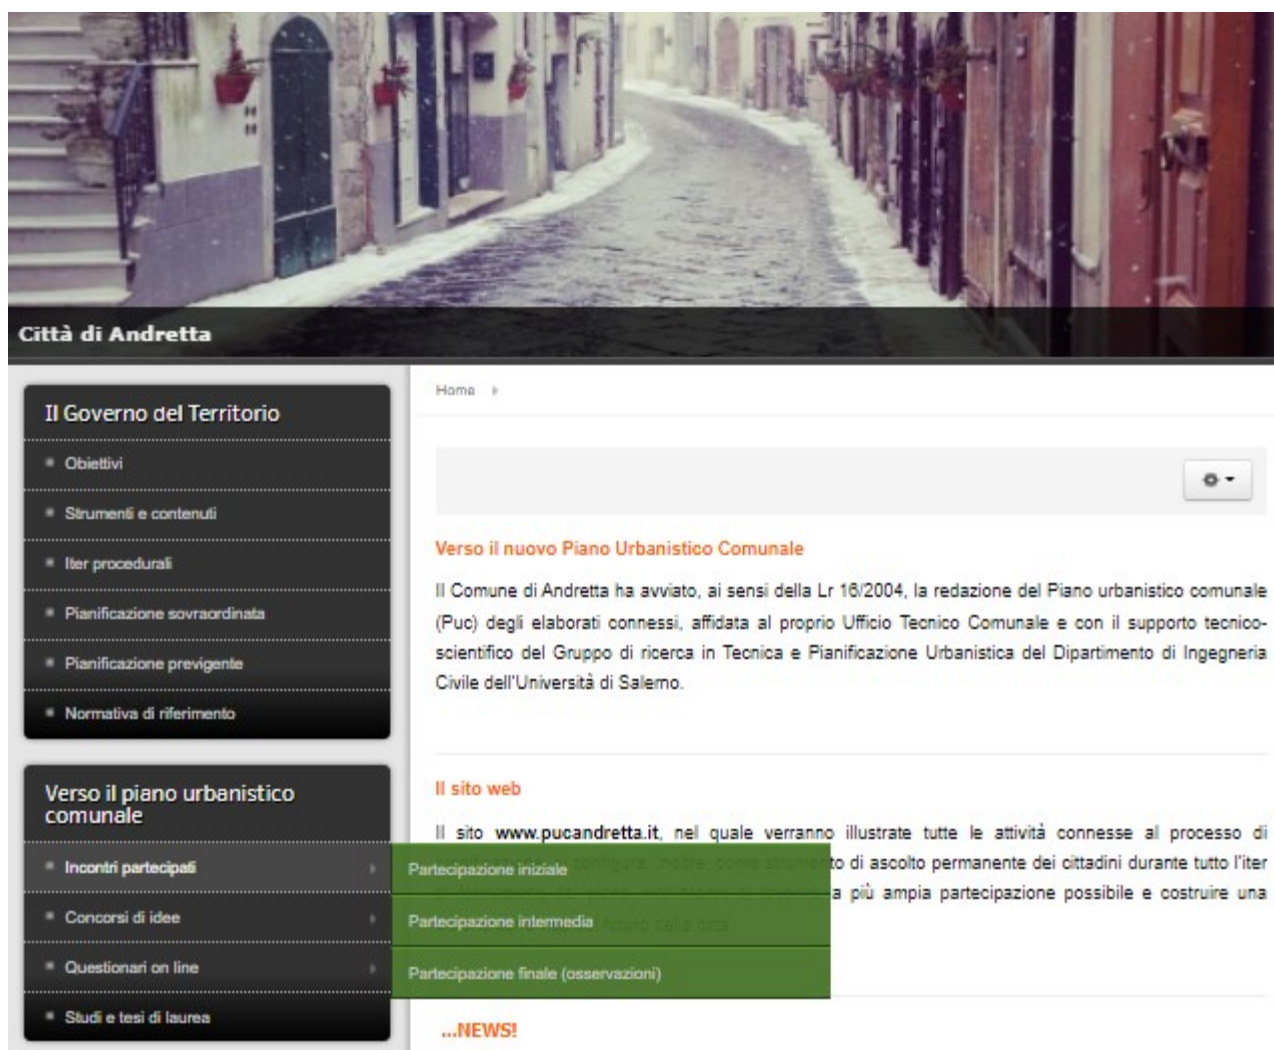 Città di Andretta
Il Governo del Territorio
Obiettivi
Strumenti e contenuti
Iter procedurali
Pianificazione sovraordinata
Pianificazione previgente
Normativa di riferimento
Verso il piano urbanistico
comunale
Incontri partecipati
Concorsi di idee
Questionari on line
Studi e tesi di laurea
Partecipazione iniziale
Partecipazione intermedia
Partecipazione finale (osservazioni)
Home
Verso il nuovo Piano Urbanistico Comunale
Il Comune di Andretta ha avviato, ai sensi della Lr 16/2004, la redazione del Piano urbanistico comunale
(Puc) degli elaborati connessi, affidata al proprio Ufficio Tecnico Comunale e con il supporto tecnico-
scientifico del Gruppo di ricerca in Tecnica e Pianificazione Urbanistica del Dipartimento di Ingegneria
Civile dell'Università di Salerno.
Il sito web
Il sito www.pucandretta.it, nel quale verranno illustrate tutte le attività connesse al processo di
to di ascolto permanente dei cittadini durante tutto l'iter
a più ampia partecipazione possibile e costruire una
futuro della città
...NEWS!